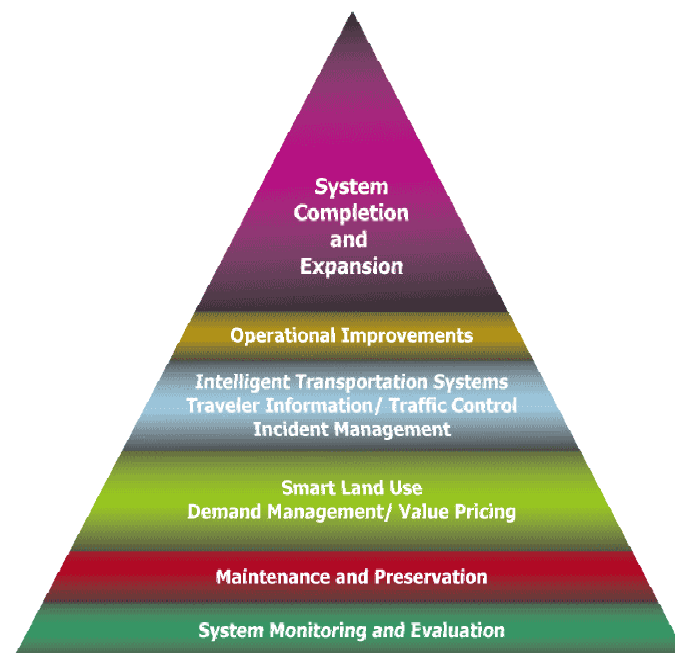 System
Completion
and
Expansion
Operational Improvements
Intelligent Transportation Systems
Traveler Information/ Traffic Control
Incident Management
Smart Land Use
Demand Management/ Value Pricing
Maintenance and Preservation
System Monitoring and Evaluation